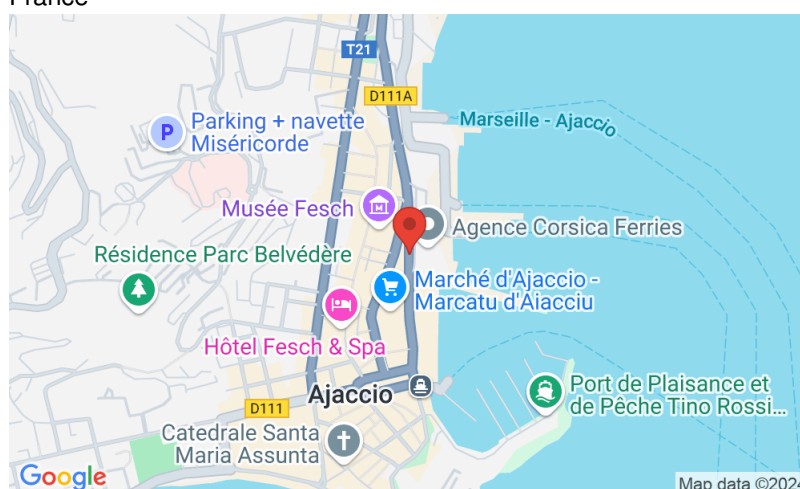 France
T21
D111A
Marseille - Ajaccio
P
Parking + navette
Miséricorde
Musée Fesch
M
Agence Corsica Ferries
Résidence Parc Belvédère
Marché d'Ajaccio -
Marcatu d'Aiacciu
Hôtel Fesch & Spa
Ajaccio
Port de Plaisance et
de Pêche Tino Rossi...
D111
Catedrale Santa
Maria Assunta
Google
Map data ©2024